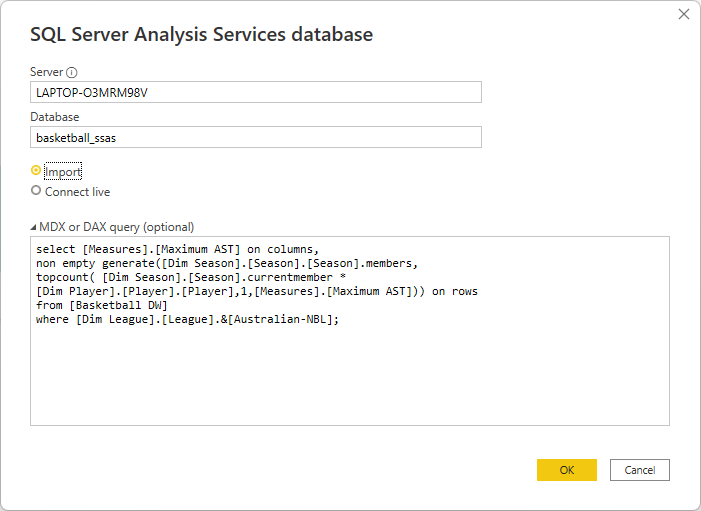 SQL Server Analysis Services database
Server
LAPTOP-O3MRM98V
Database
basketball_ssas
Import
Connect live
MDX or DAX query (optional)
select [Measures].[Maximum AST] on columns,
non empty generate([Dim Season].[Season].[Season].members,
topcount( [Dim Season].[Season].currentmember *
[Dim Player].[Player].[Player],1,[Measures].[Maximum AST])) on rows
from [Basketball DW]
where [Dim League].[League].&[Australian-NBL];
OK Cancel